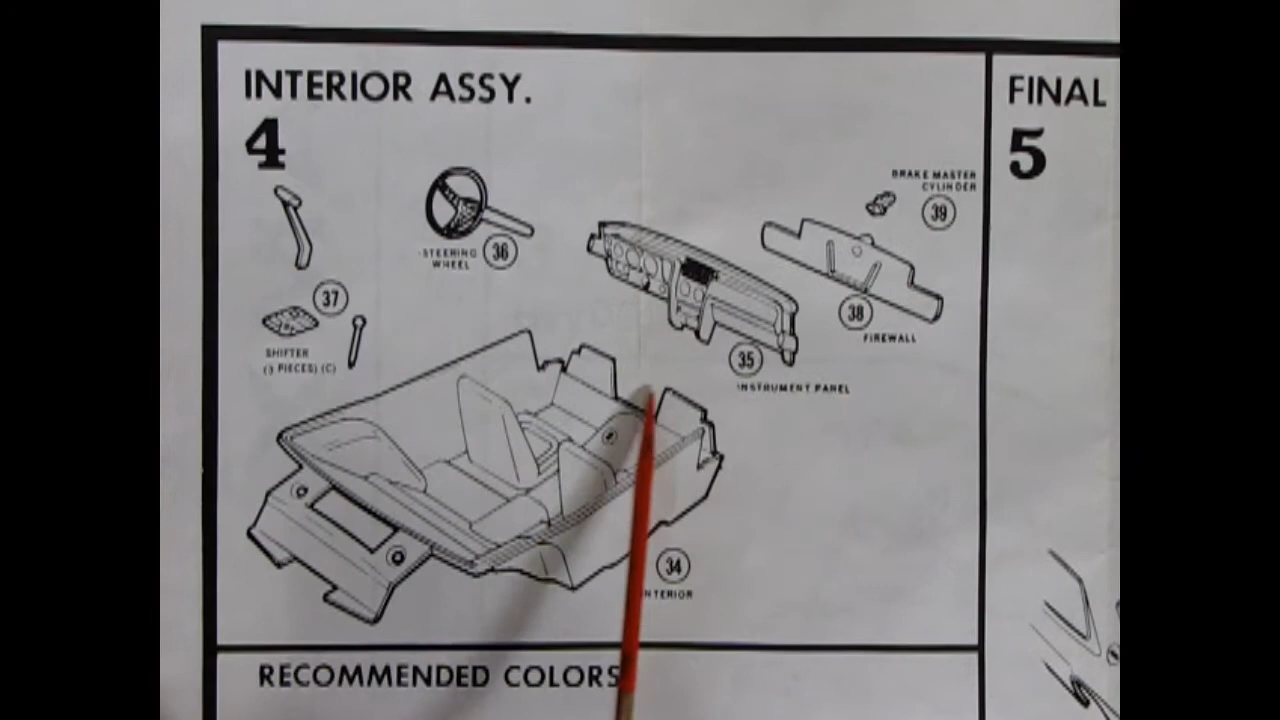 INTERIOR ASSY.
4
FINAL
5
BRAKE MASTER
CYLINDER
39
STEERING
WHEEL
36
37
SHIFTER
(3 PIECES) (C)
38
FIREWALL
35
INSTRUMENT PANEL
34
NTERIOR
RECOMMENDED COLORS